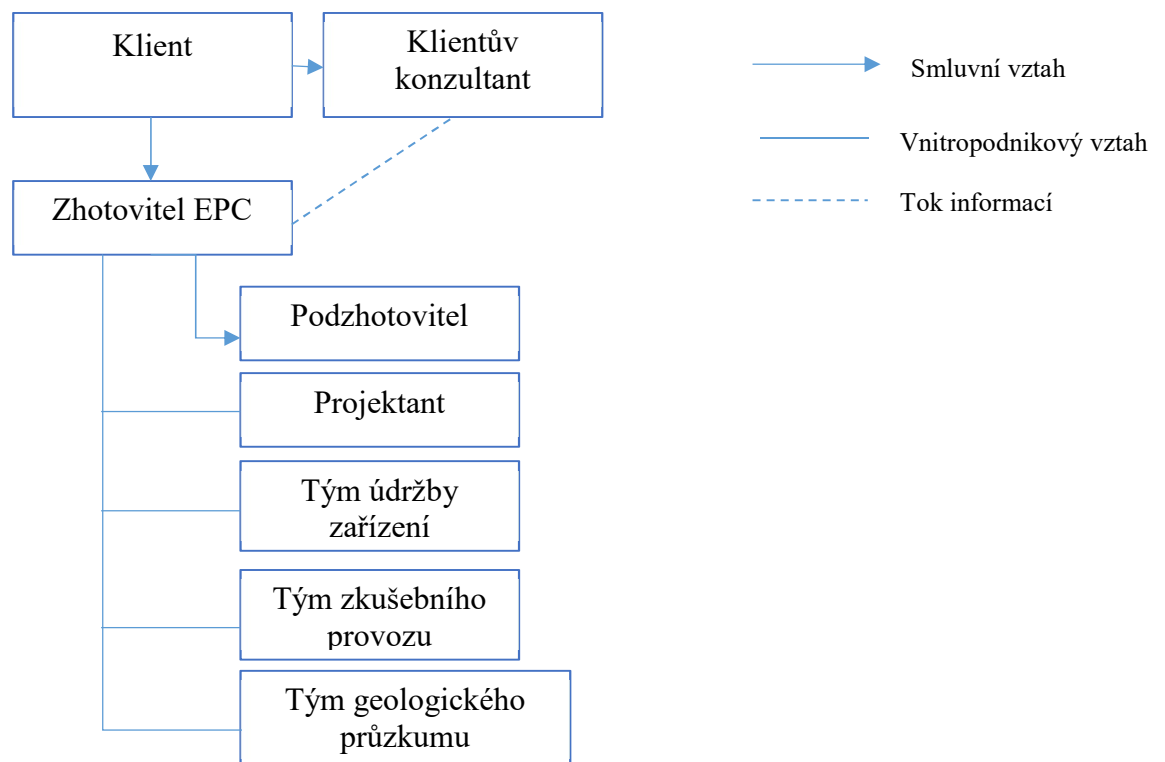 Klient
Klientův
konzultant
Smluvní vztah
Vnitropodnikový vztah
Tok informací
Zhotovitel EPC
Podzhotovitel
Projektant
Tým údržby
zařízení
Tým zkušebního
provozu
Tým geologického
průzkumu